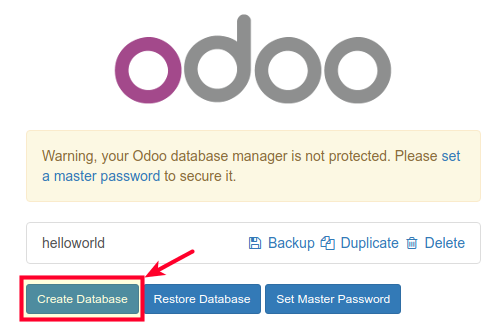 odoo
Warning, your Odoo database manager is not protected. Please set
a master password to secure it.
helloworld Backup Duplicate Delete
Create Database Restore Database Set Master Password